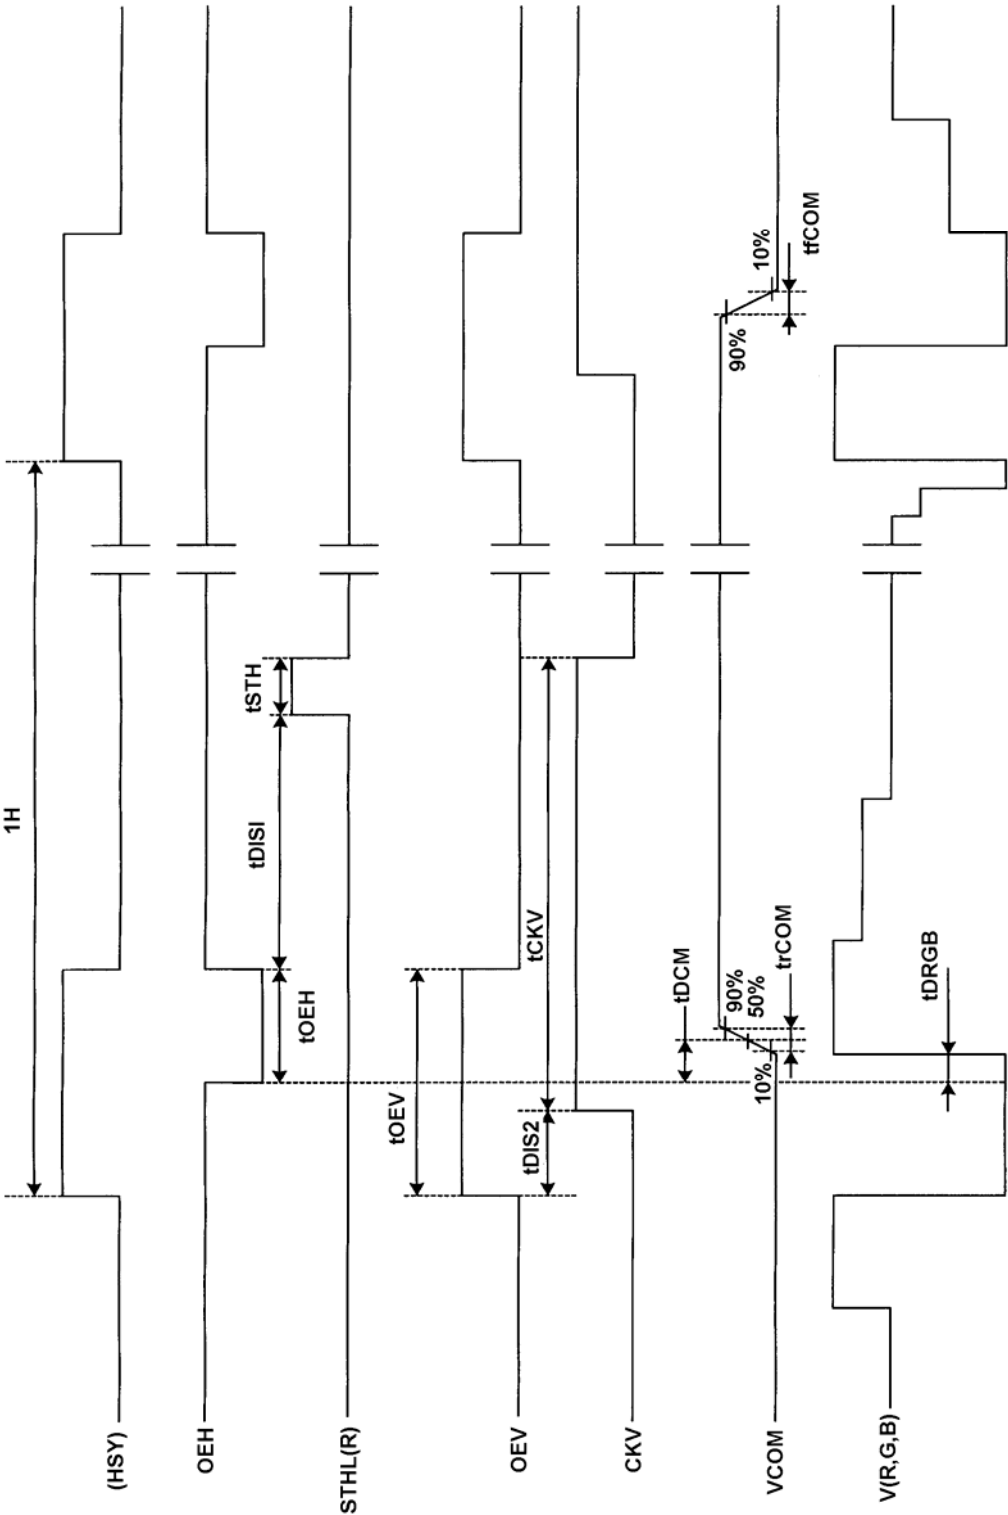 1H
(HSY)
OEH
tOEH
tDISI
tSTH
STHL(R)
tOEV
OEV
tDIS2
tCKV
CKV
tDCM
90%
50%
10%
trCOM
90%
10%
tfCOM
VCOM
tDRGB
V(R,G,B)